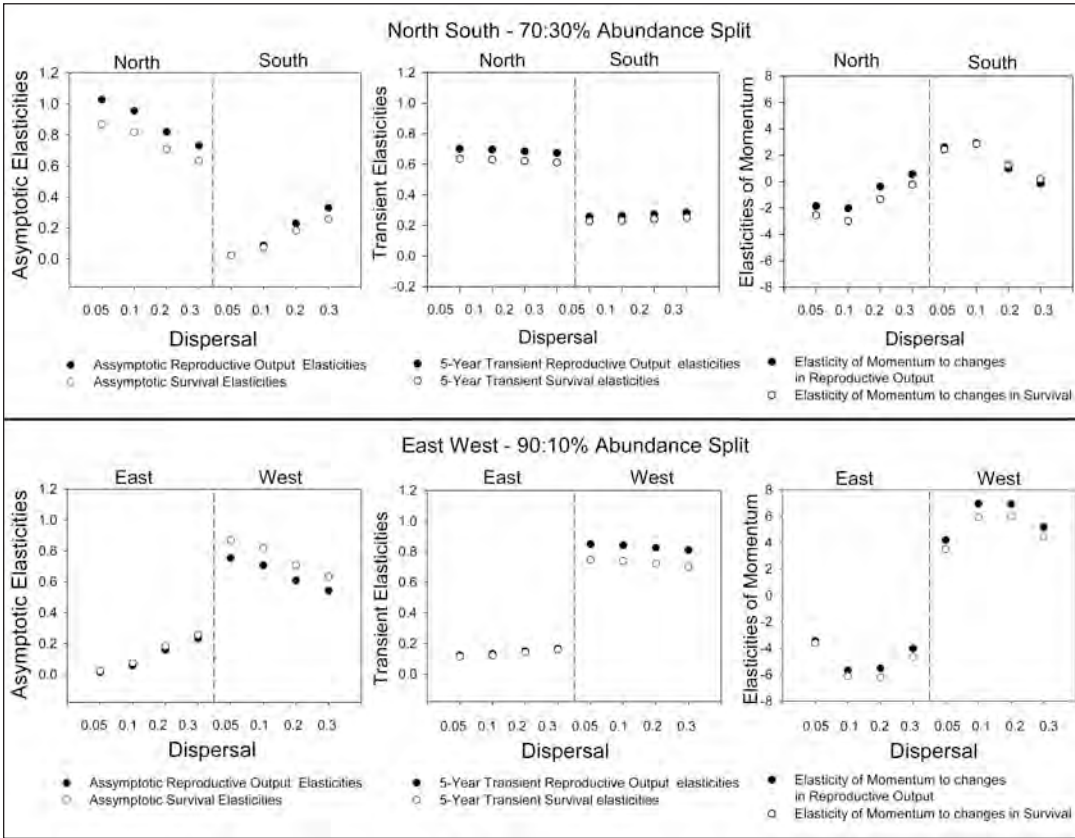 North South - 70:30% Abundance Split
North South
Asymptotic Elasticities
1.2
1.0
0.8
0.6
0.4
0.2
0.0
0.05 0.1 0.2 0.3 0.05 0.1 0.2 0.3
Dispersal
Assymptotic Reproductive Output Elasticities
Assymptotic Survival Elasticities
North South
Transient Elasticities
1.2
1.0
0.8
0.6
0.4
0.2
0.0
-0.2
0.05 0.1 0.2 0.3 0.05 0.1 0.2 0.3
Dispersal
5-Year Transient Reproductive Output elasticities
5-Year Transient Survival elasticities
North South
Elasticities of Momentum
8
6
4
2
0
-2
-4
-6
-8
0.05 0.1 0.2 0.3 0.05 0.1 0.2 0.3
Dispersal
Elasticity of Momentum to changes
in Reproductive Output
Elasticity of Momentum to changes in Survival
East West - 90:10% Abundance Split
East West
Asymptotic Elasticities
1.2
1.0
0.8
0.6
0.4
0.2
0.0
0.05 0.1 0.2 0.3 0.05 0.1 0.2 0.3
Dispersal
Assymptotic Reproductive Output Elasticities
Assymptotic Survival Elasticities
East West
Transient Elasticities
1.2
1.0
0.8
0.6
0.4
0.2
0.0
0.05 0.1 0.2 0.3 0.05 0.1 0.2 0.3
Dispersal
5-Year Transient Reproductive Output elasticities
5-Year Transient Survival elasticities
East West
Elasticities of Momentum
8
6
4
2
0
-2
-4
-6
-8
0.05 0.1 0.2 0.3 0.05 0.1 0.2 0.3
Dispersal
Elasticity of Momentum to changes
in Reproductive Output
Elasticity of Momentum to changes in Survival